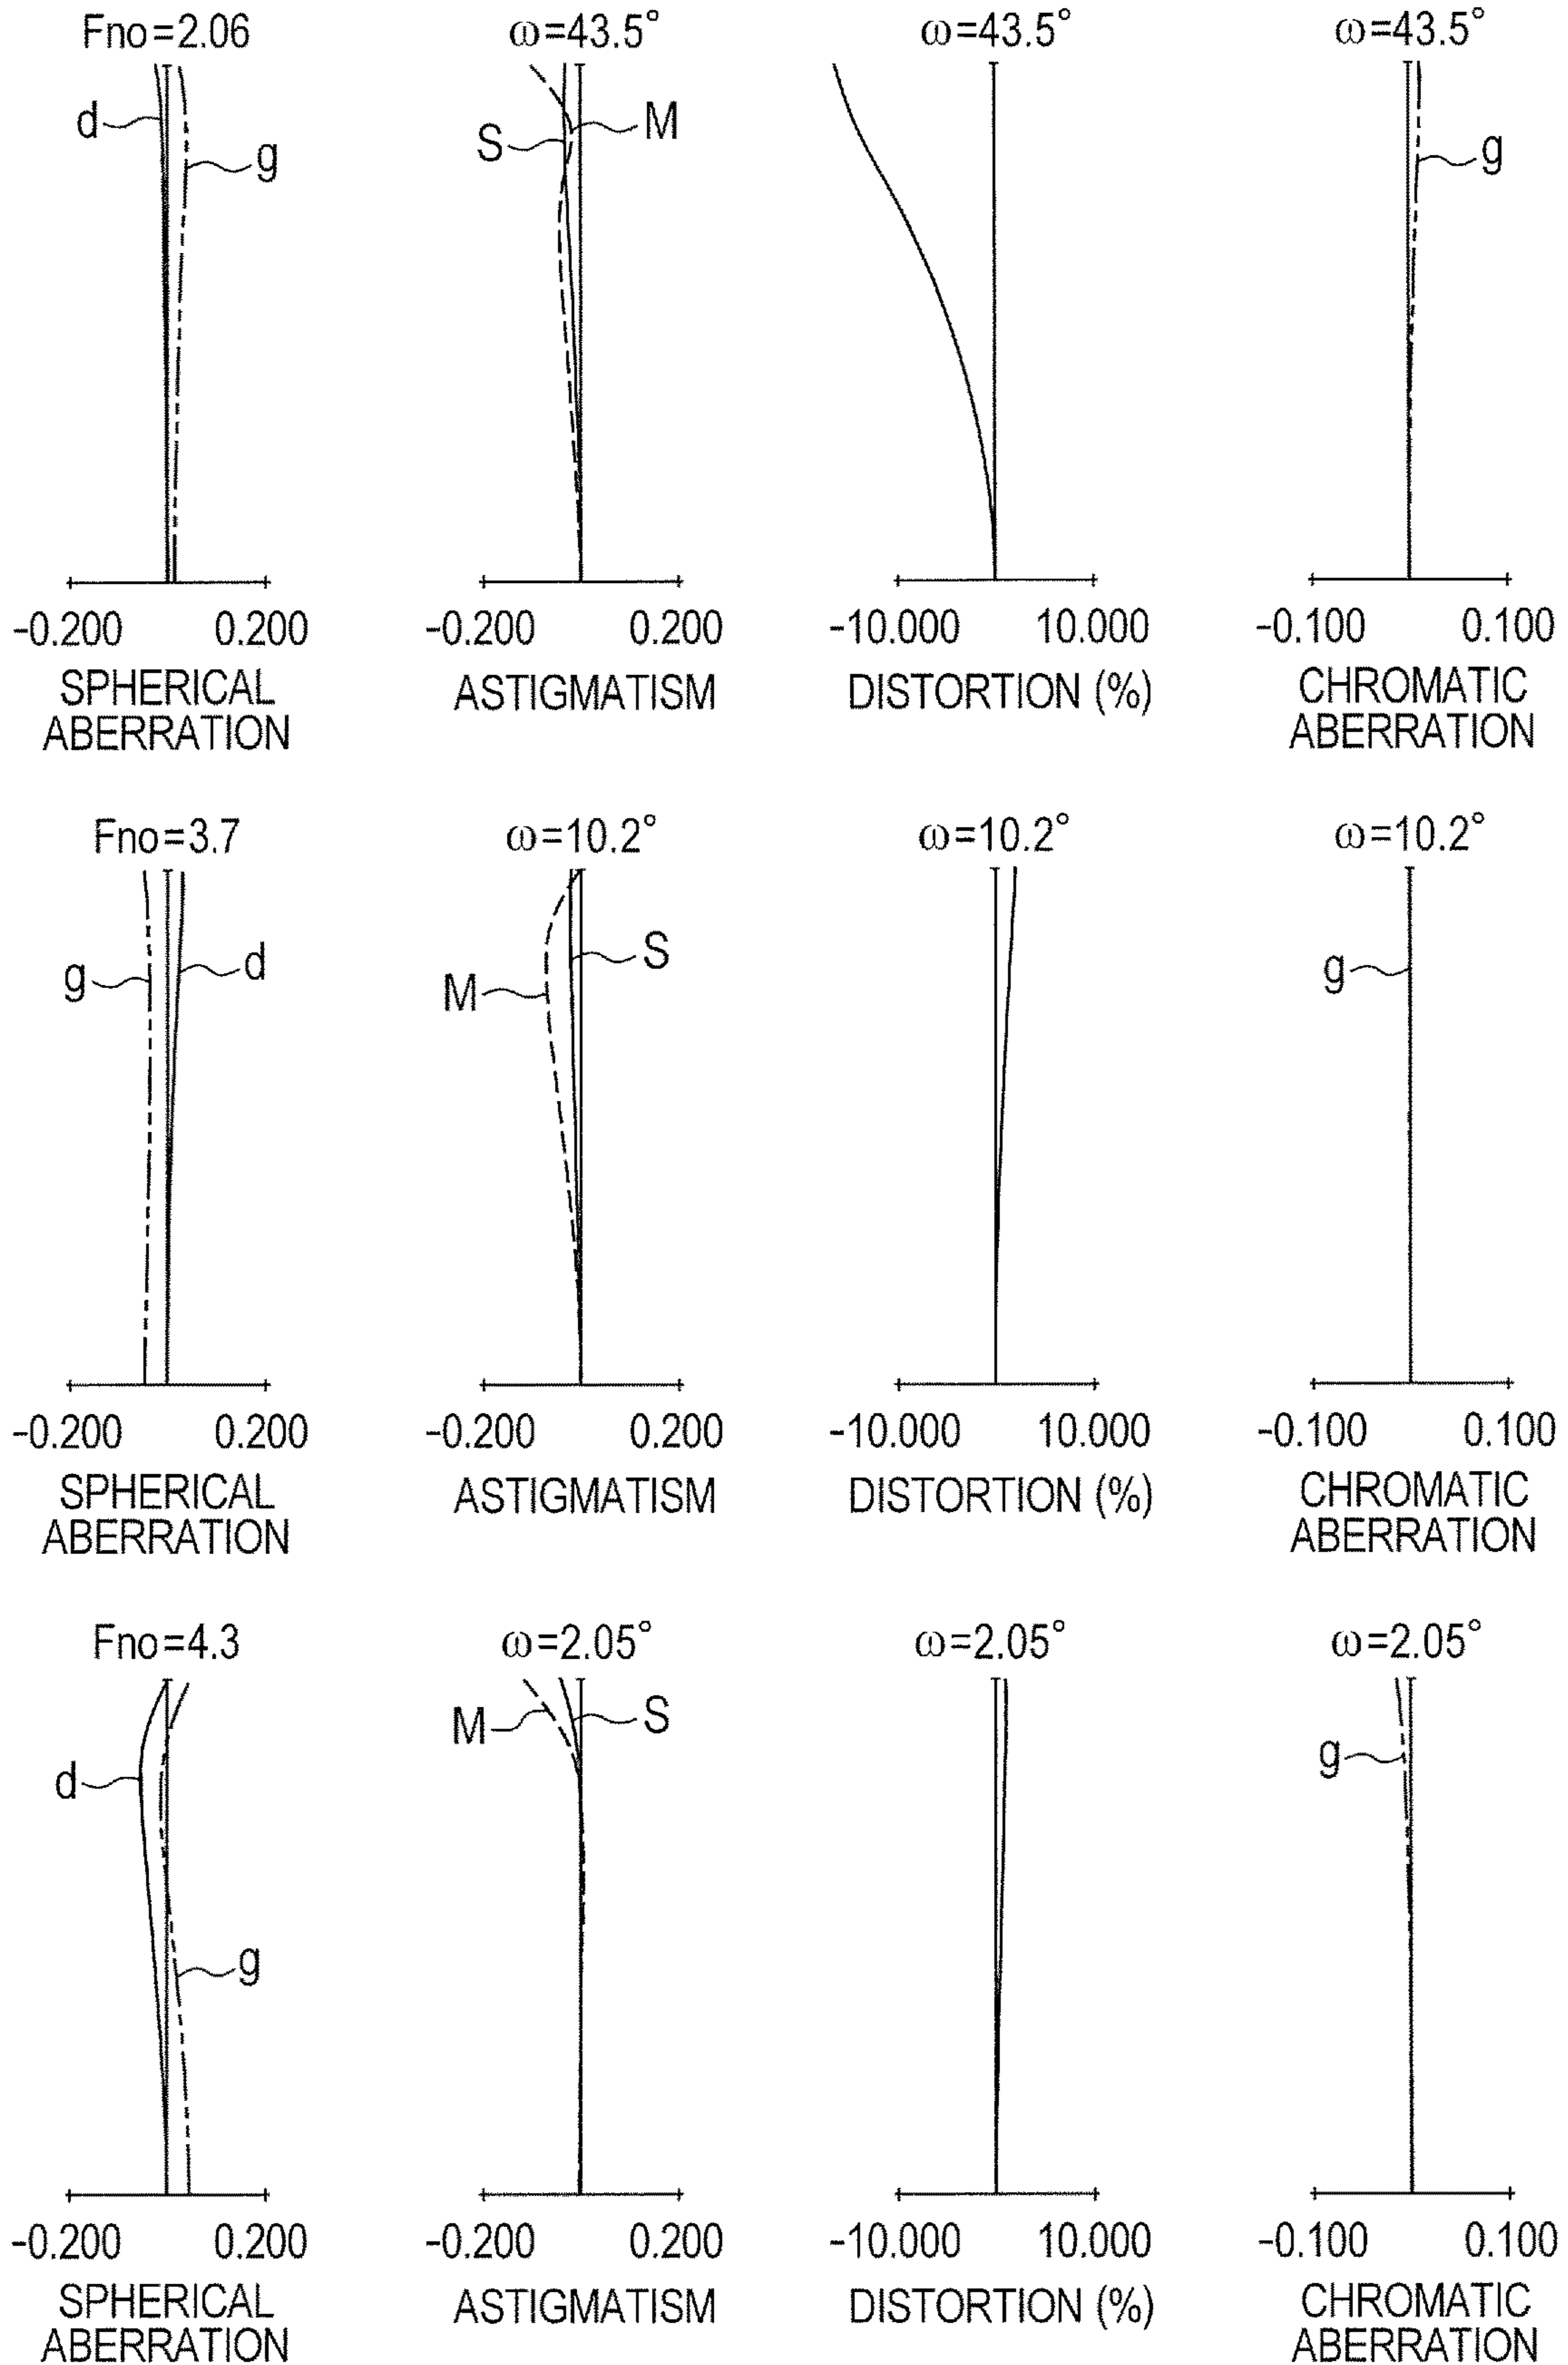 Fno=2.06
d
g
-0.200 0.200
SPHERICAL
ABERRATION
ω=43.5°
S
M
-0.200 0.200
ASTIGMATISM
ω=43.5°
-10.000 10.000
DISTORTION (%)
ω=43.5°
g
-0.100 0.100
CHROMATIC
ABERRATION
Fno=3.7
g
d
-0.200 0.200
SPHERICAL
ABERRATION
ω=10.2°
S
M
-0.200 0.200
ASTIGMATISM
ω=10.2°
-10.000 10.000
DISTORTION (%)
ω=10.2°
g
-0.100 0.100
CHROMATIC
ABERRATION
Fno=4.3
d
g
-0.200 0.200
SPHERICAL
ABERRATION
ω=2.05°
M
S
-0.200 0.200
ASTIGMATISM
ω=2.05°
-10.000 10.000
DISTORTION (%)
ω=2.05°
g
-0.100 0.100
CHROMATIC
ABERRATION